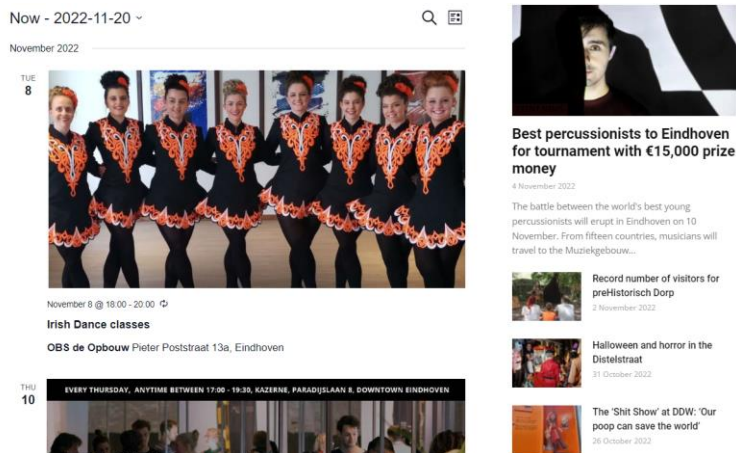 Now - 2022-11-20
November 2022
TUE
8
November 8 @ 18:00 - 20:00
Irish Dance classes
OBS de Opbouw Pieter Poststraat 13a, Eindhoven
THU
10
EVERY THURSDAY, ANYTIME BETWEEN 17:00 - 19:30, KAZERNE, PARADIJSLAAN 8, DOWNTOWN EINDHOVEN
Best percussionists to Eindhoven
for tournament with €15,000 prize
money
4 November 2022
The battle between the world's best young
percussionists will erupt in Eindhoven on 10
November. From fifteen countries, musicians will
travel to the Muziekgebouw...
Record number of visitors for
preHistorisch Dorp
2 November 2022
Halloween and horror in the
Distelstraat
31 October 2022
The 'Shit Show' at DDW: 'Our
poop can save the world'
26 October 2022